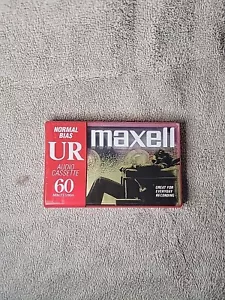 NORMAL
BIAS
UR
AUDIO
CASSETTE
60
maxell
GREAT FOR
EVERYDAY
RECORDING